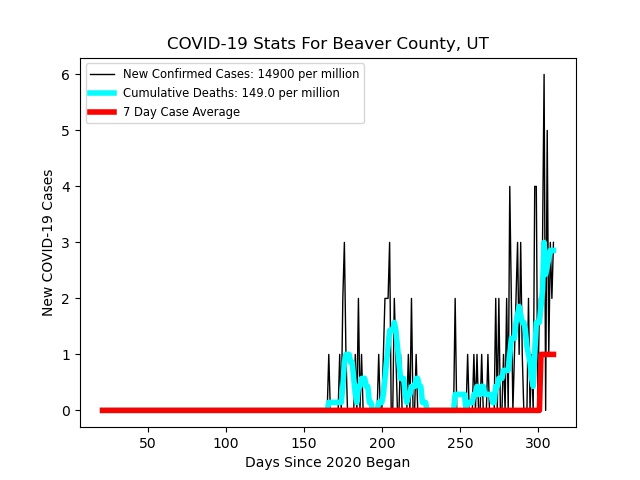 COVID-19 Stats For Beaver County, UT
New Confirmed Cases: 14900 per million
Cumulative Deaths: 149.0 per million
7 Day Case Average
New COVID-19 Cases
6
5
4
3
2
1
0
50 100 150 200 250 300
Days Since 2020 Began